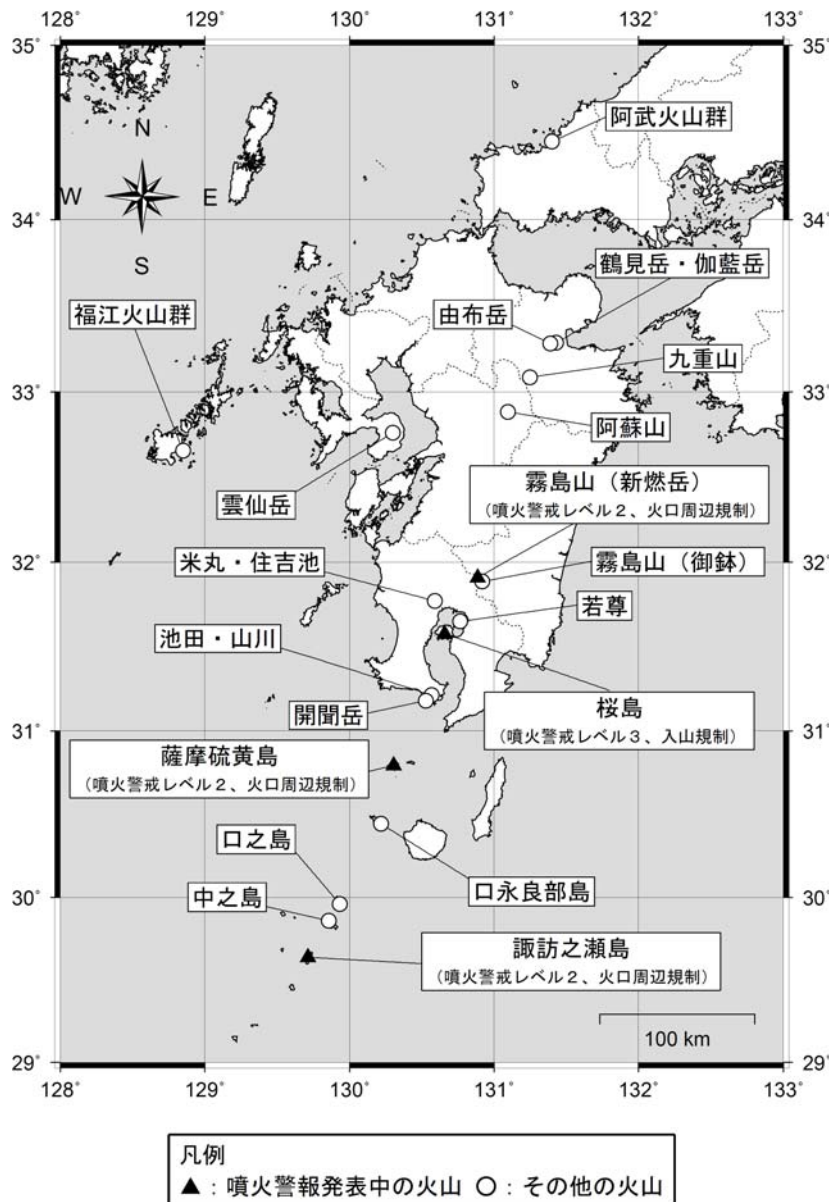 128˚ 129˚ 130˚ 131˚ 132˚ 133˚
35˚ 35˚
阿武火山群
N
W E
34˚ 34˚
S
鶴見岳・伽藍岳
福江火山群
由布岳
九重山
33˚ 33˚
阿蘇山
霧島山（新燃岳）
（噴火警戒レベル２、火口周辺規制）
雲仙岳
32˚ 32˚
米丸・住吉池
霧島山（御鉢）
若尊
池田・山川
桜島
（噴火警戒レベル３、入山規制）
開聞岳
31˚ 31˚
薩摩硫黄島
（噴火警戒レベル２、火口周辺規制）
口之島
口永良部島
中之島
30˚ 30˚
諏訪之瀬島
（噴火警戒レベル２、火口周辺規制）
100 km
29˚ 29˚
128˚ 129˚ 130˚ 131˚ 132˚ 133˚
凡例
▲：噴火警報発表中の火山 ○：その他の火山